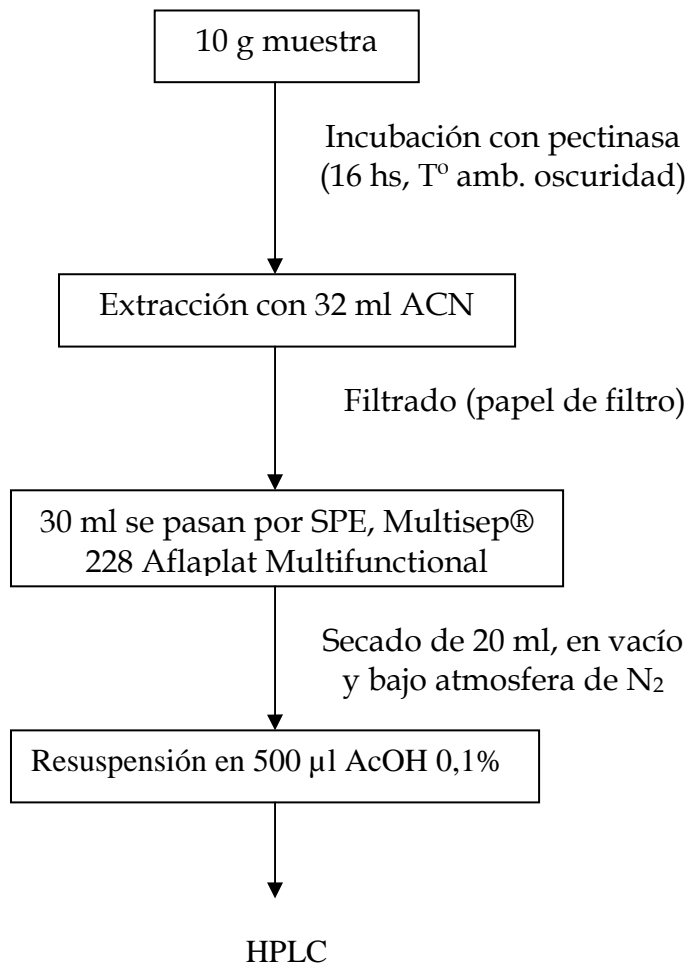 10 g muestra
Incubación con pectinasa
(16 hs, Tº amb. oscuridad)
Extracción con 32 ml ACN
Filtrado (papel de filtro)
30 ml se pasan por SPE, Multisep®
228 Aflaplat Multifunctional
Secado de 20 ml, en vacío
y bajo atmosfera de N₂
Resuspensión en 500 µl AcOH 0,1%
HPLC